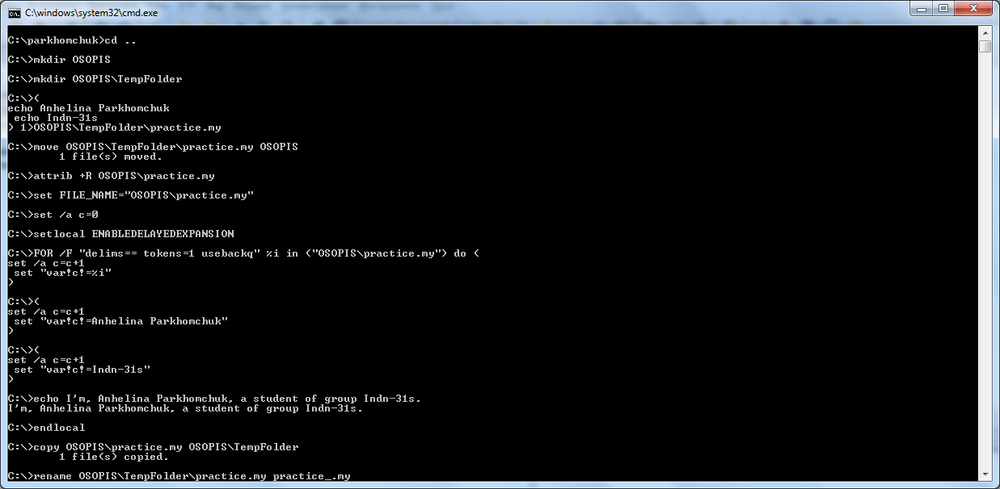 C:\windows\system32\cmd.exe
C:\parkhomchuk>cd ..
C:\>mkdir OSOPIS
C:\>mkdir OSOPIS\TempFolder
C:\>(
echo Anhelina Parkhomchuk
 echo Indn-31s
) 1>OSOPIS\TempFolder\practice.my
C:\>move OSOPIS\TempFolder\practice.my OSOPIS
        1 file(s) moved.
C:\>attrib +R OSOPIS\practice.my
C:\>set FILE_NAME="OSOPIS\practice.my"
C:\>set /a c=0
C:\>setlocal ENABLEDELAYEDEXPANSION
C:\>FOR /F "delims== tokens=1 usebackq" %i in ("OSOPIS\practice.my") do (
set /a c=c+1
 set "var!c!=%i"
)
C:\>(
set /a c=c+1
 set "var!c!=Anhelina Parkhomchuk"
)
C:\>(
set /a c=c+1
 set "var!c!=Indn-31s"
)
C:\>echo I'm, Anhelina Parkhomchuk, a student of group Indn-31s.
I'm, Anhelina Parkhomchuk, a student of group Indn-31s.
C:\>endlocal
C:\>copy OSOPIS\practice.my OSOPIS\TempFolder
        1 file(s) copied.
C:\>rename OSOPIS\TempFolder\practice.my practice_.my